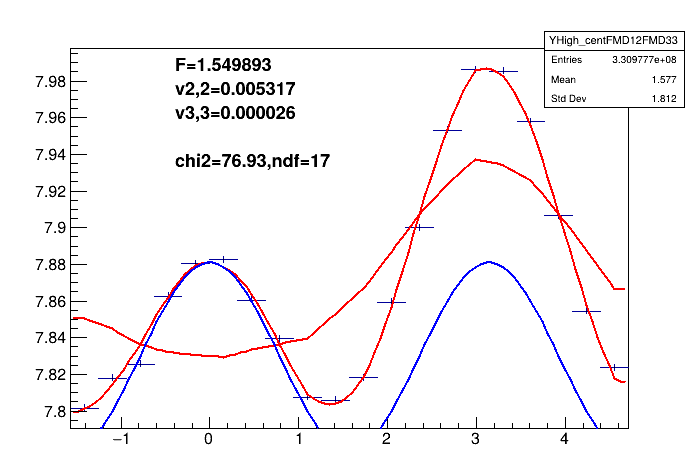 YHigh_centFMD12FMD33
Entries 3.309777e+08
Mean 1.577
Std Dev 1.812
F=1.549893
v2,2=0.005317
v3,3=0.000026
chi2=76.93,ndf=17
7.98
7.96
7.94
7.92
7.9
7.88
7.86
7.84
7.82
7.8
−1 0 1 2 3 4